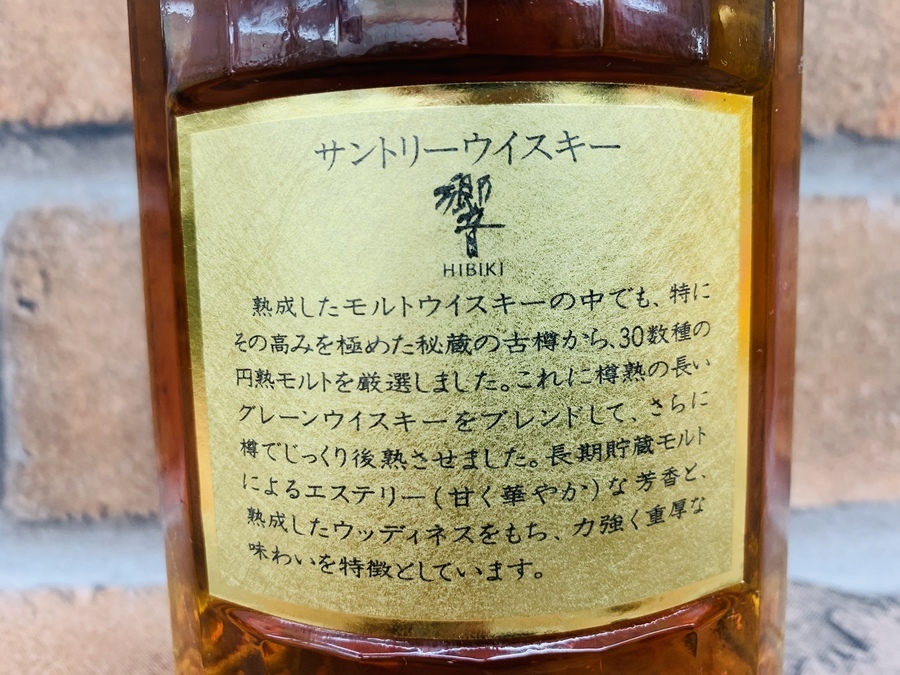 サントリーウイスキー
響
HIBIKI
熟成したモルトウイスキーの中でも、特に
その高みを極めた秘蔵の古樽から、30数種の
円熟モルトを厳選しました。これに樽熟の長い
グレーンウイスキーをブレンドして、さらに
樽でじっくり後熟させました。長期貯蔵モルト
によるエステリー(甘く華やか)な芳香と、
熟成したウッディネスをもち、力強く重厚な
味わいを特徴としています。